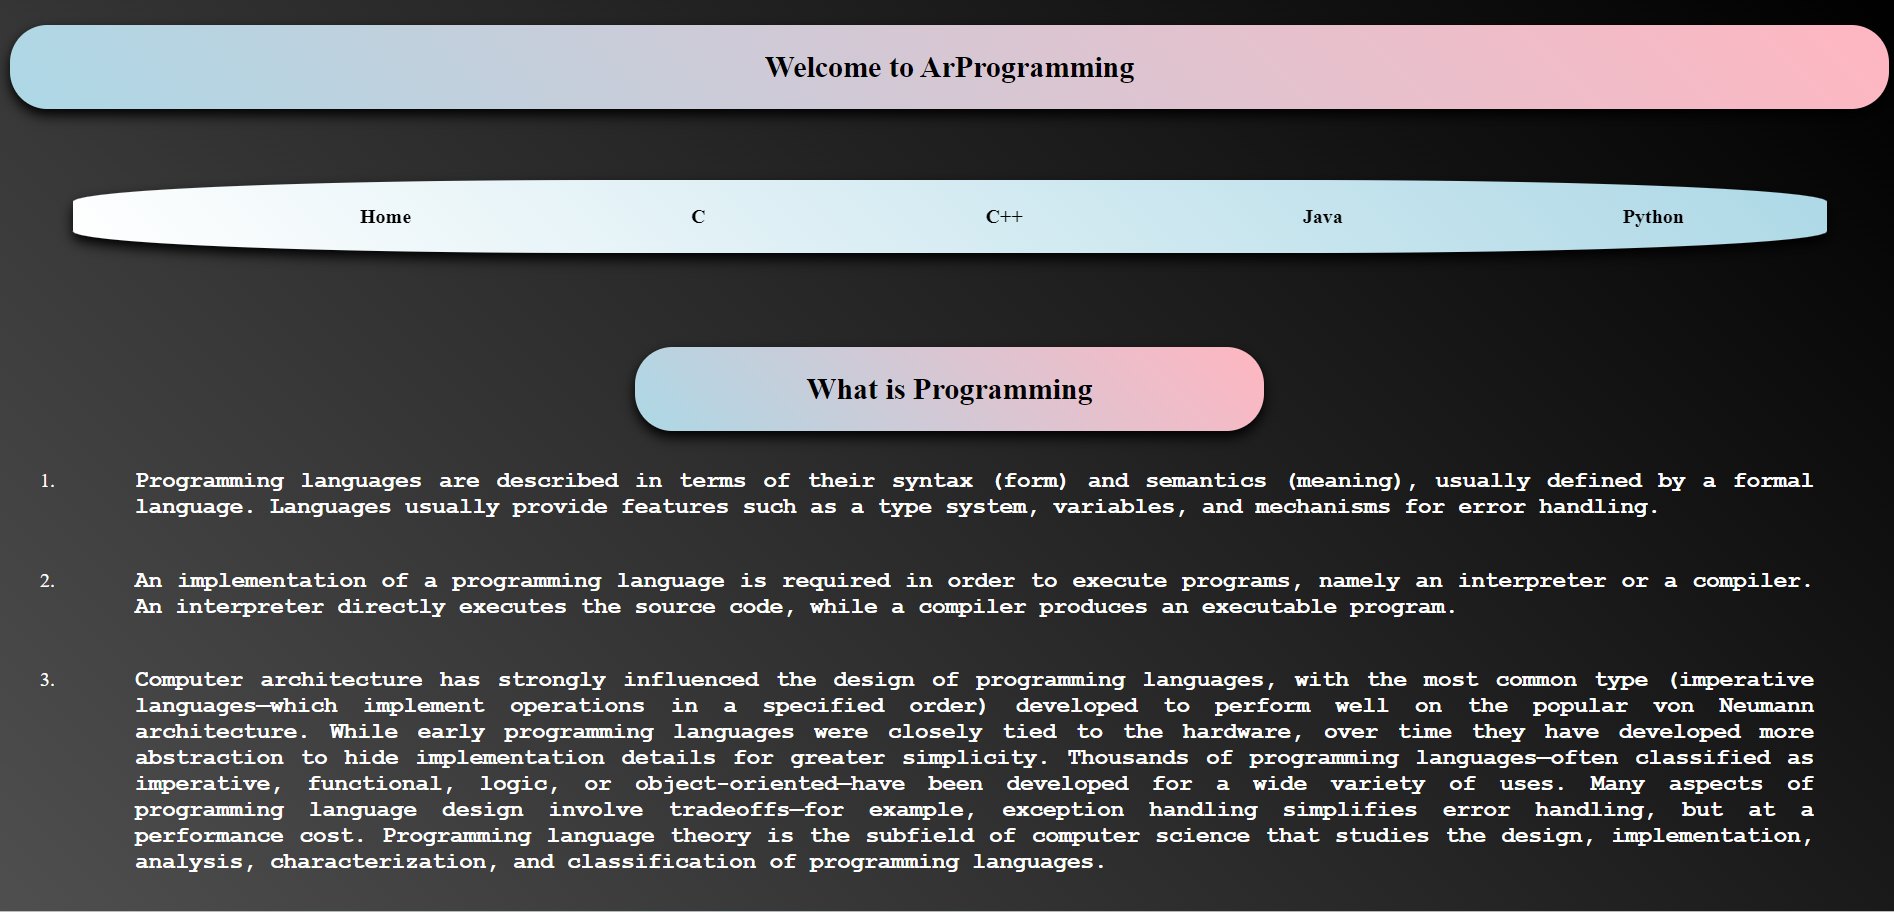 Welcome to ArProgramming
Home C C++ Java Python
What is Programming
1. Programming languages are described in terms of their syntax (form) and semantics (meaning), usually defined by a formal
language. Languages usually provide features such as a type system, variables, and mechanisms for error handling.
2. An implementation of a programming language is required in order to execute programs, namely an interpreter or a compiler.
An interpreter directly executes the source code, while a compiler produces an executable program.
3. Computer architecture has strongly influenced the design of programming languages, with the most common type (imperative
languages—which implement operations in a specified order) developed to perform well on the popular von Neumann
architecture. While early programming languages were closely tied to the hardware, over time they have developed more
abstraction to hide implementation details for greater simplicity. Thousands of programming languages—often classified as
imperative, functional, logic, or object-oriented—have been developed for a wide variety of uses. Many aspects of
programming language design involve tradeoffs—for example, exception handling simplifies error handling, but at a
performance cost. Programming language theory is the subfield of computer science that studies the design, implementation,
analysis, characterization, and classification of programming languages.